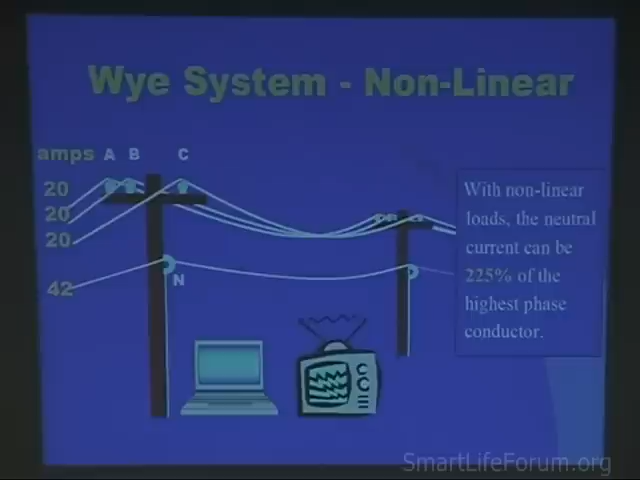 Wye System - Non-Linear
amps A B C
20
20
20
42
N
With non-linear
loads, the neutral
current can be
225% of the
highest phase
conductor.
SmartLifeForum.org